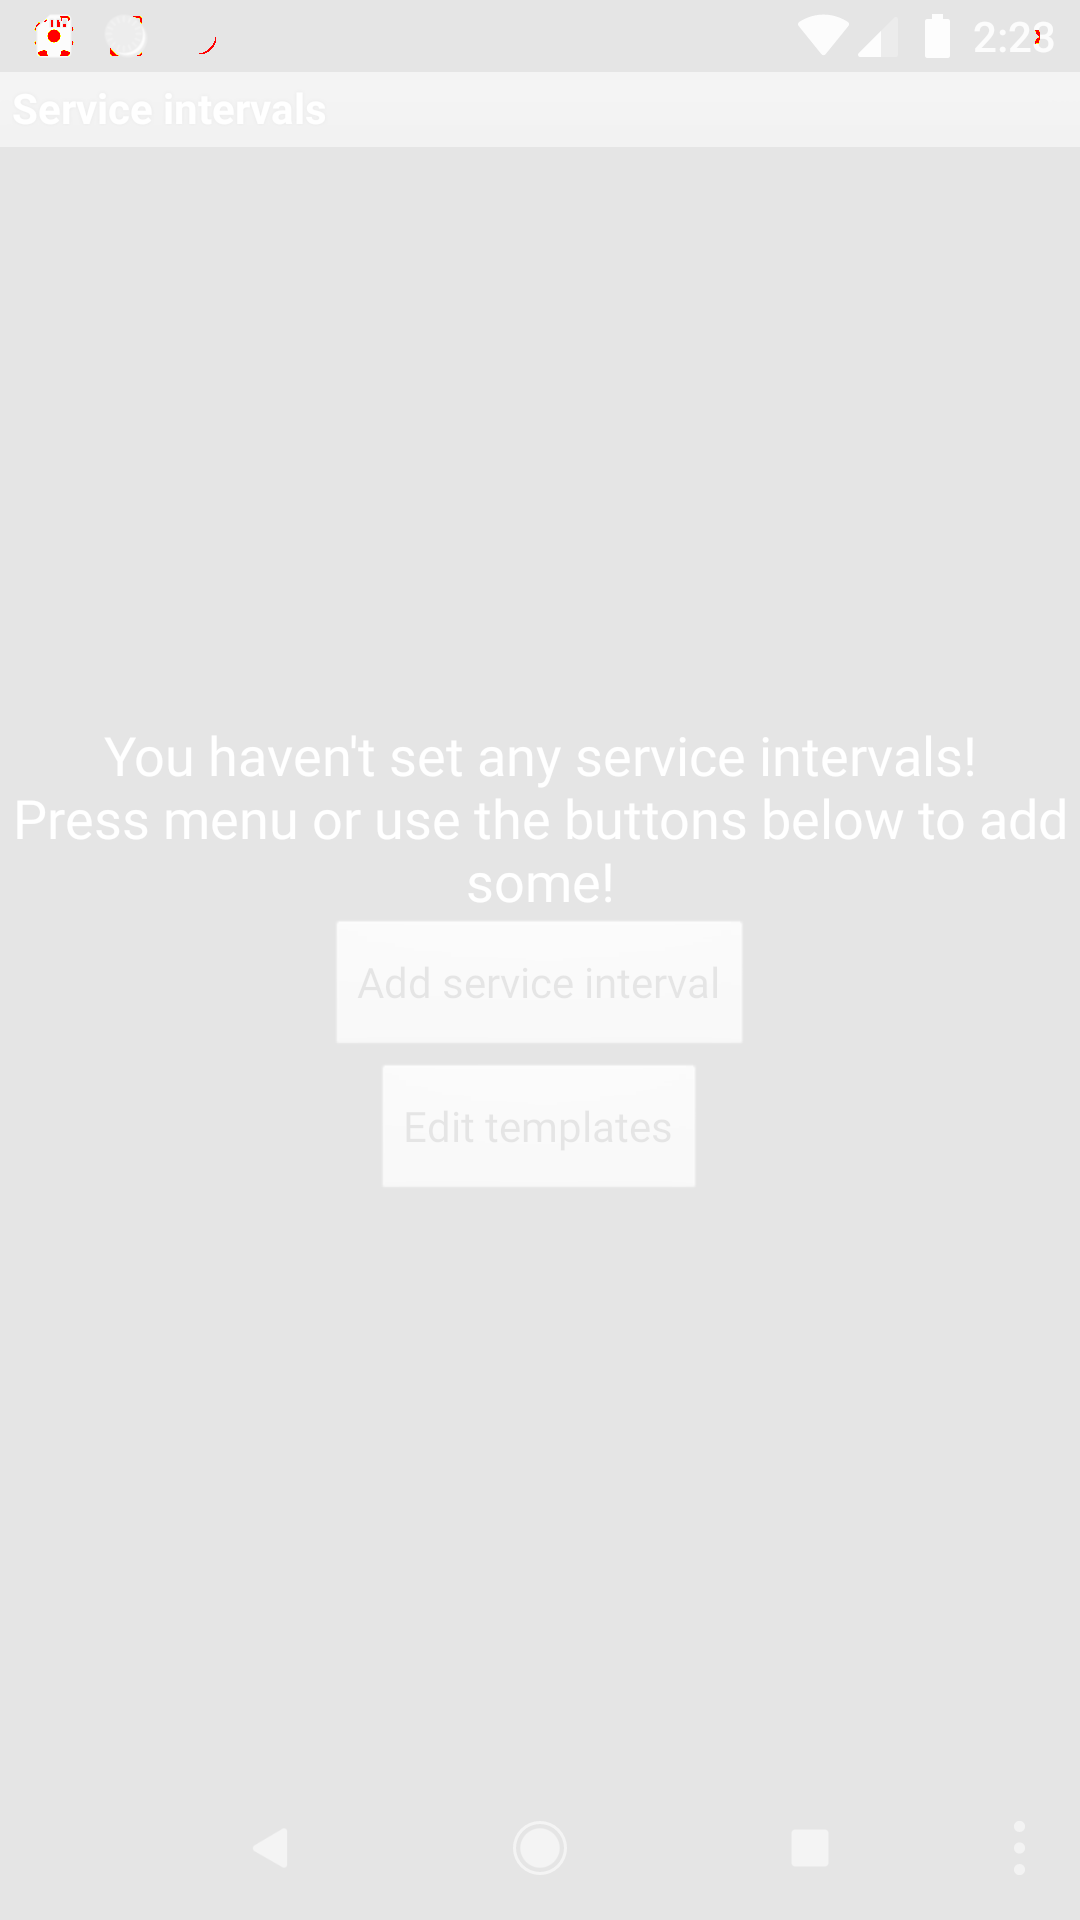 2:23
Service intervals
You haven't set any service intervals!
Press menu or use the buttons below to add
some!
Add service interval
Edit templates